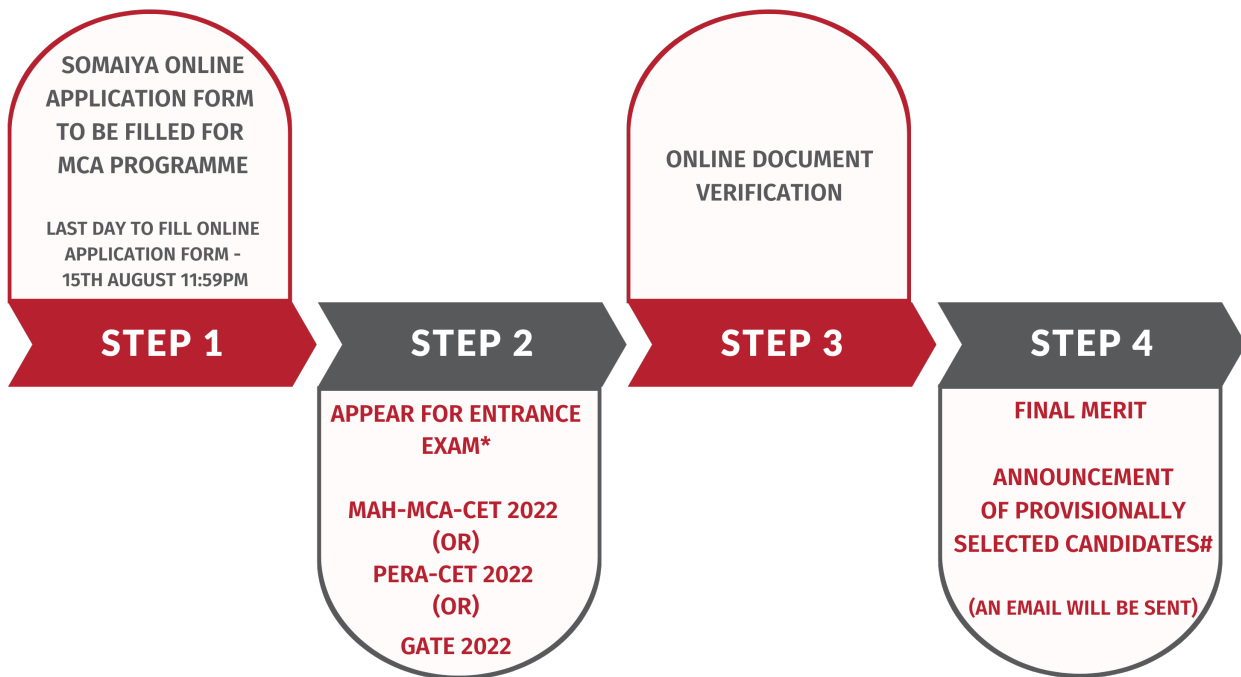 SOMAIYA ONLINE
APPLICATION FORM
TO BE FILLED FOR
MCA PROGRAMME
LAST DAY TO FILL ONLINE
APPLICATION FORM -
15TH AUGUST 11:59PM
STEP 1
STEP 2
APPEAR FOR ENTRANCE
EXAM*
MAH-MCA-CET 2022
(OR)
PERA-CET 2022
(OR)
GATE 2022
ONLINE DOCUMENT
VERIFICATION
STEP 3
STEP 4
FINAL MERIT
ANNOUNCEMENT
OF PROVISIONALLY
SELECTED CANDIDATES#
(AN EMAIL WILL BE SENT)